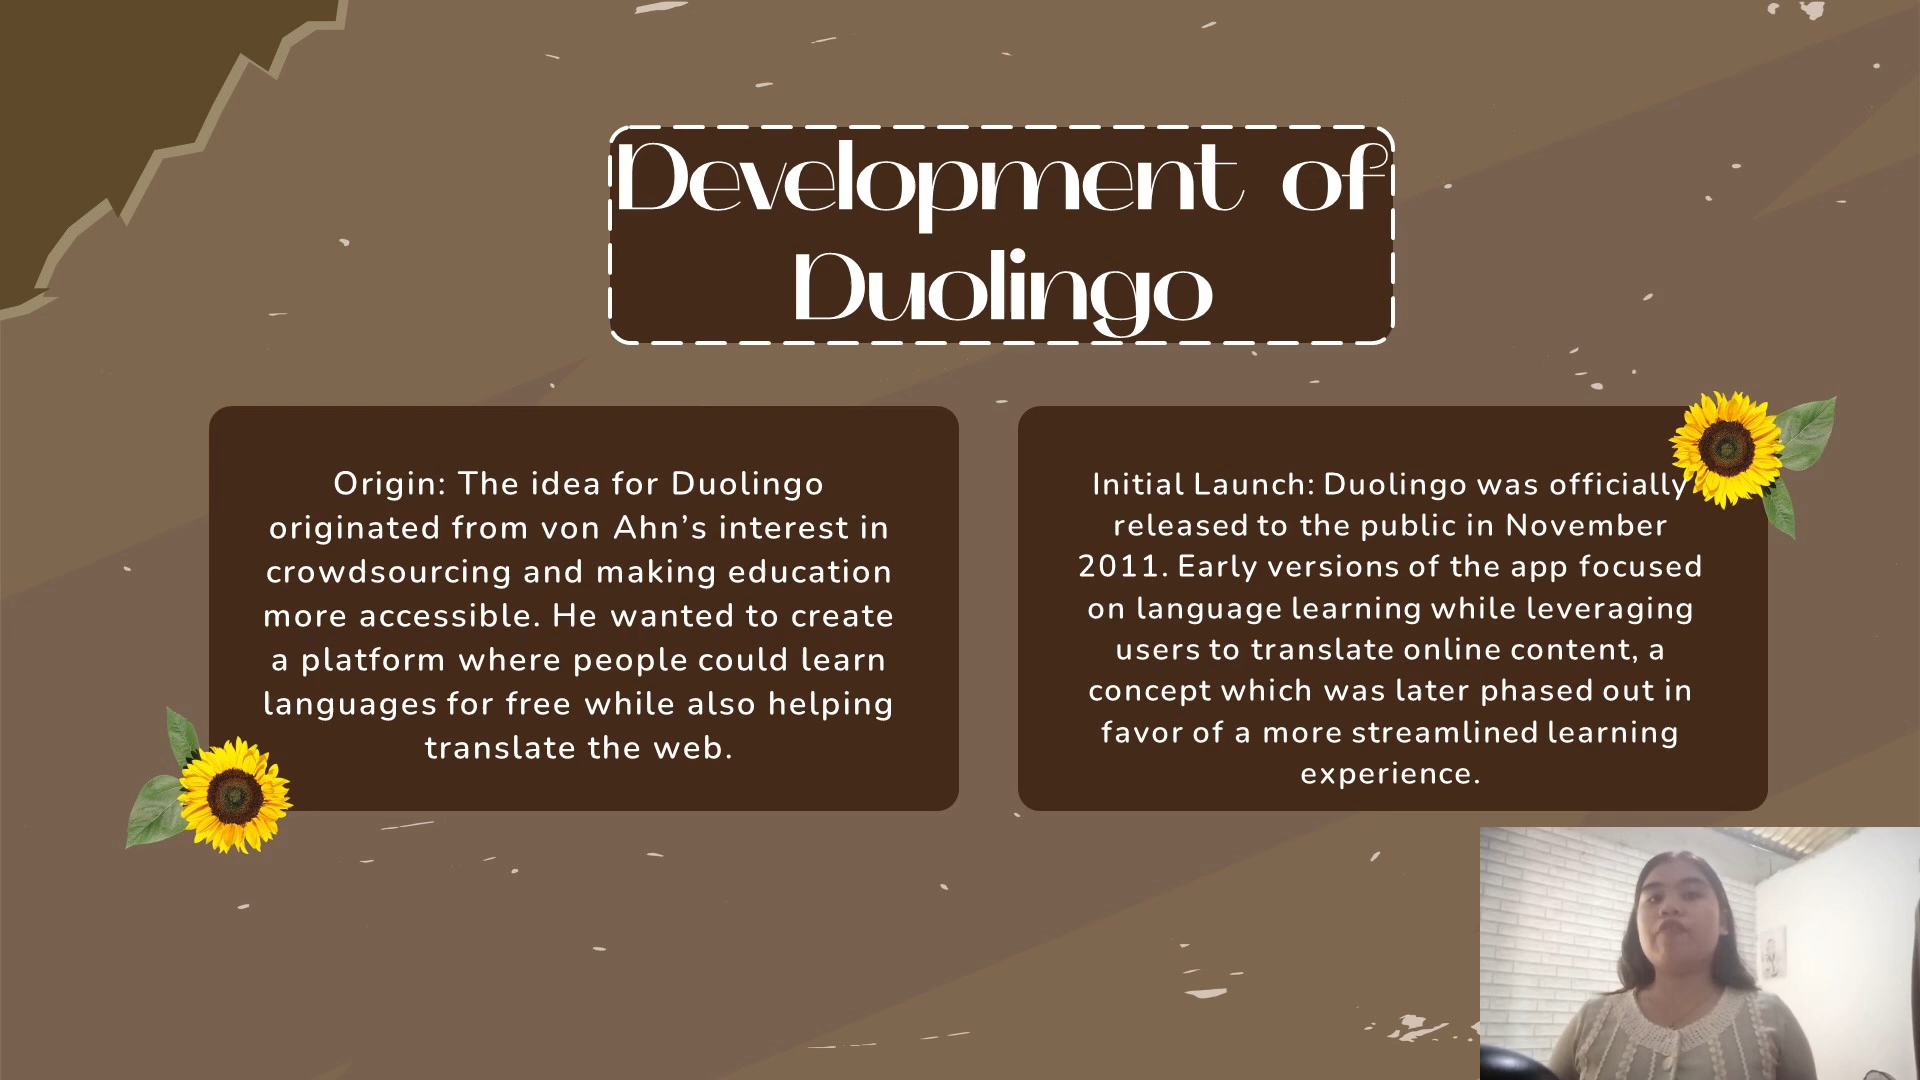 Development of
Duolingo
Origin: The idea for Duolingo
originated from von Ahn’s interest in
crowdsourcing and making education
more accessible. He wanted to create
a platform where people could learn
languages for free while also helping
translate the web.
Initial Launch: Duolingo was officially
released to the public in November
2011. Early versions of the app focused
on language learning while leveraging
users to translate online content, a
concept which was later phased out in
favor of a more streamlined learning
experience.